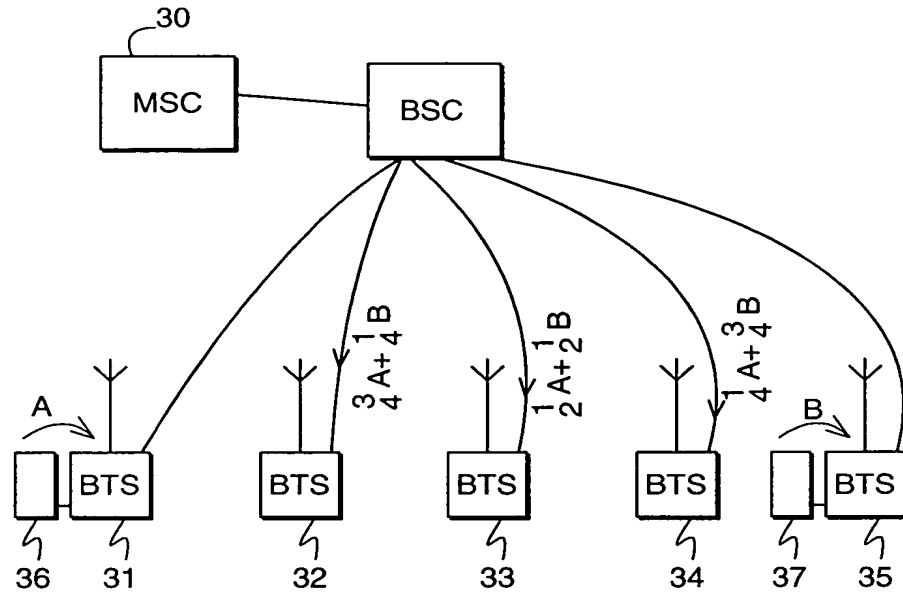 30
MSC
BSC
3/4 A+ 1/4 B
1/2 A+ 1/2 B
1/4 A+ 3/4 B
A
B
BTS
BTS
BTS
BTS
BTS
36
31
32
33
34
37
35